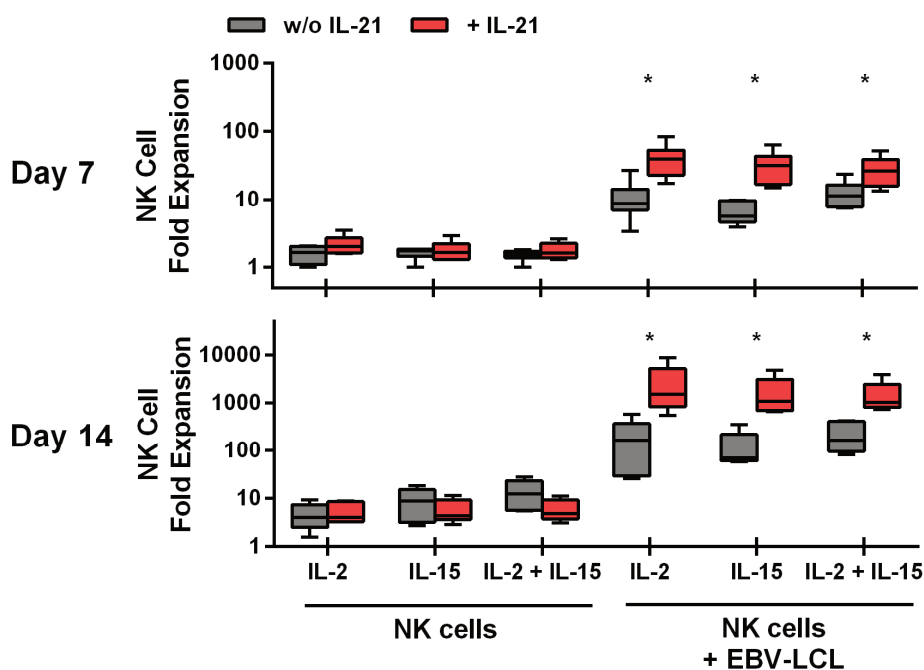 w/o IL-21 + IL-21
Day 7
NK Cell
Fold Expansion
1000
100
10
1
* * *
Day 14
NK Cell
Fold Expansion
10000
1000
100
10
1
* * *
IL-2 IL-15 IL-2 + IL-15 IL-2 IL-15 IL-2 + IL-15
NK cells
NK cells
+ EBV-LCL